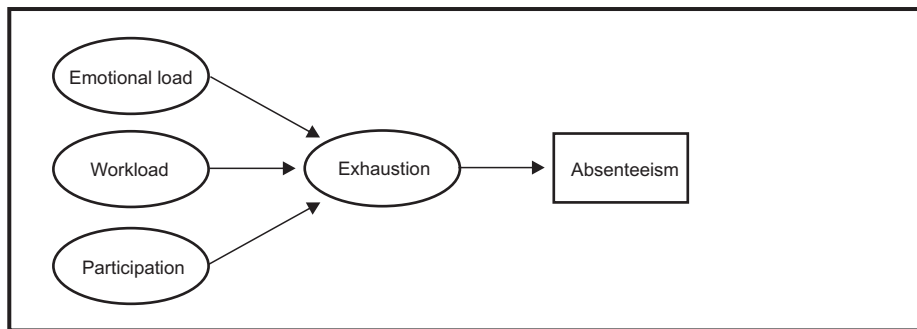 Emotional load
Workload
Participation
Exhaustion
Absenteeism